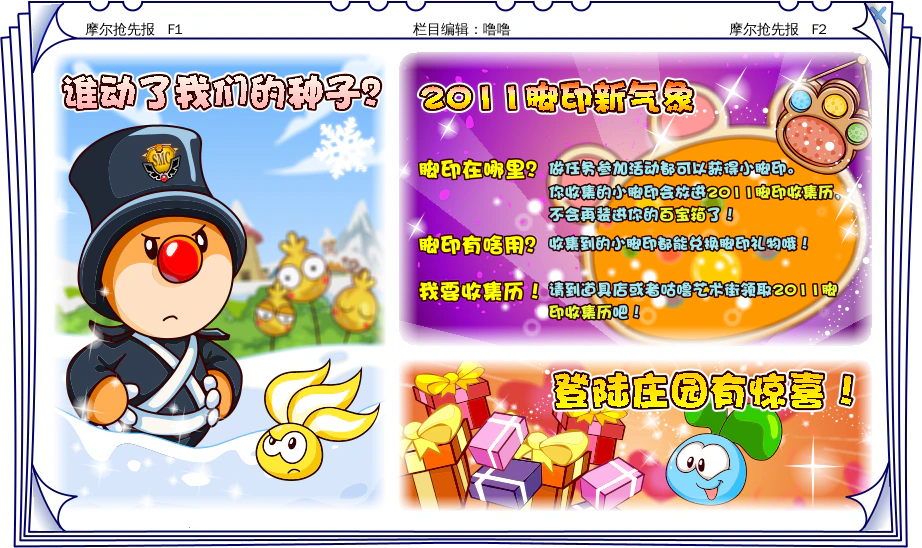 摩尔抢先报 F1
栏目编辑：噜噜
摩尔抢先报 F2
谁动了我们的种子？
2011脚印新气象
脚印在哪里？ 做任务参加活动都可以获得小脚印。
你收集的小脚印会放进2011脚印收集历，
不会再装进你的百宝箱了！
脚印有啥用？ 收集到的小脚印都能兑换脚印礼物哦！
我要收集历！ 请到道具店或者咕噜艺术街领取2011脚
印收集历吧！
登陆庄园有惊喜！